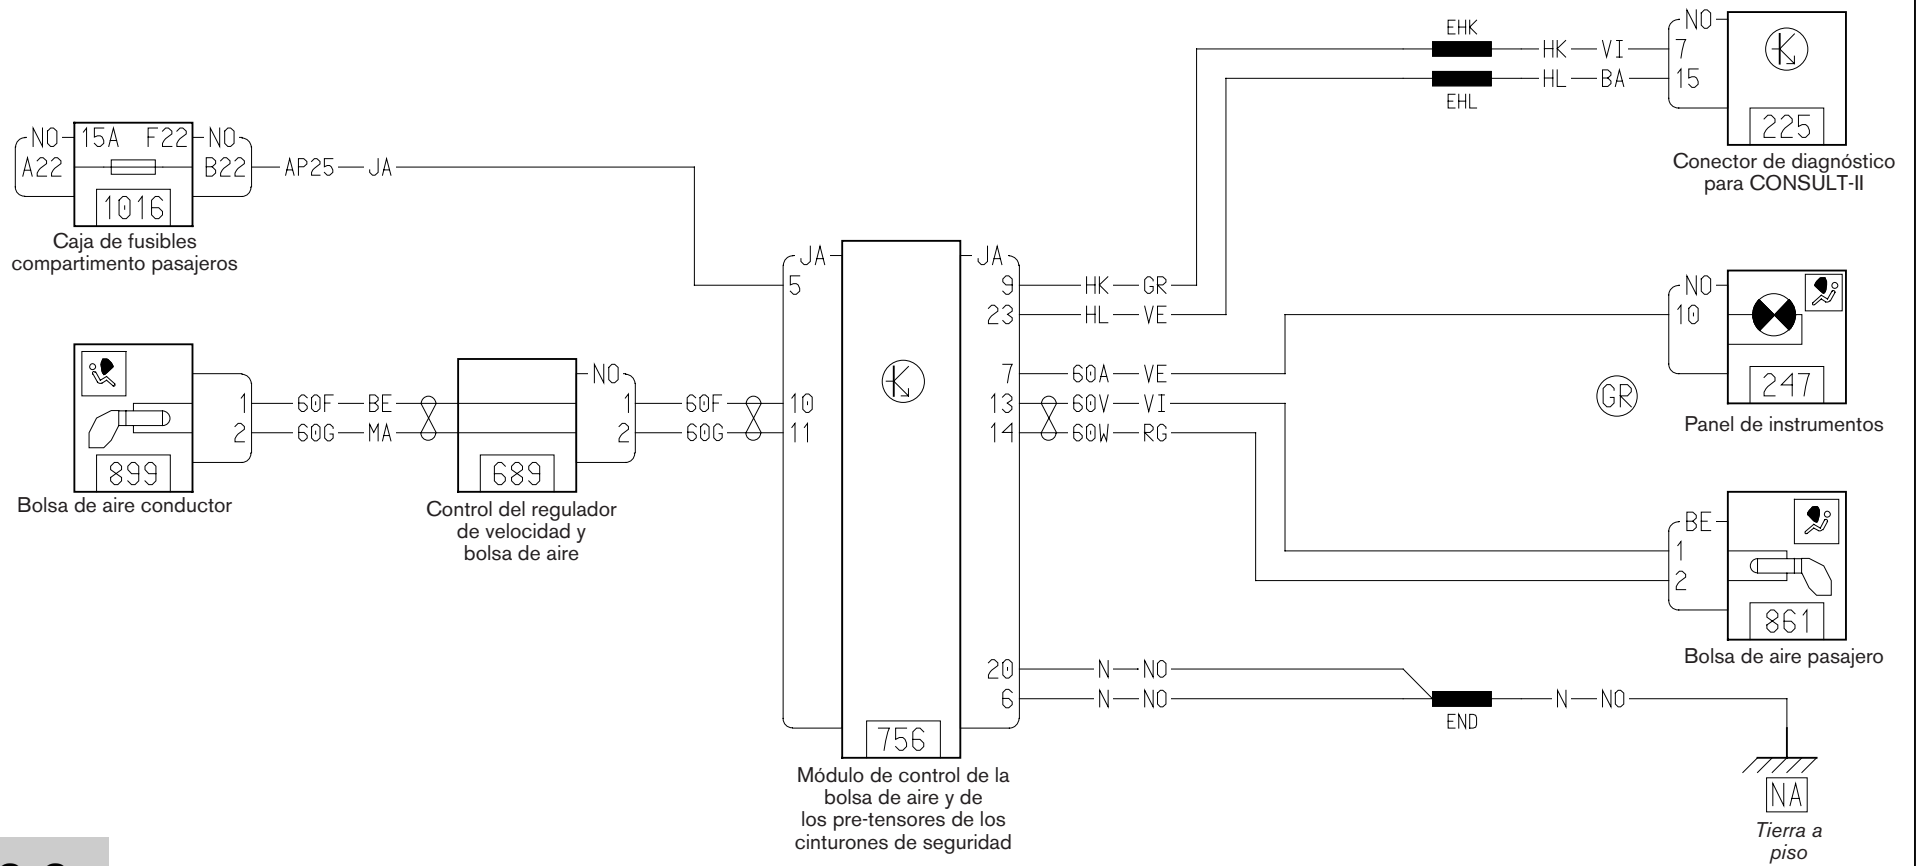 EHK
NO
7
HK VI
15
HL BA
EHL
225
Conector de diagnóstico
para CONSULT-II
NO 15A F22 NO
A22 B22 AP25 JA
1016
Caja de fusibles
compartimento pasajeros
JA JA
5 9 HK GR
23 HL VE
NO
10
247
Panel de instrumentos
GR
7 60A VE
NO
1 60F BE 1 60F 10 13 60V VI
2 60G MA 2 60G 11 14 60W RG
899
Bolsa de aire conductor
689
Control del regulador
de velocidad y
bolsa de aire
BE
1
2
861
Bolsa de aire pasajero
20 N NO
6 N NO N NO
END
756
Módulo de control de la
bolsa de aire y de
los pre-tensores de los
cinturones de seguridad
NA
Tierra a
piso